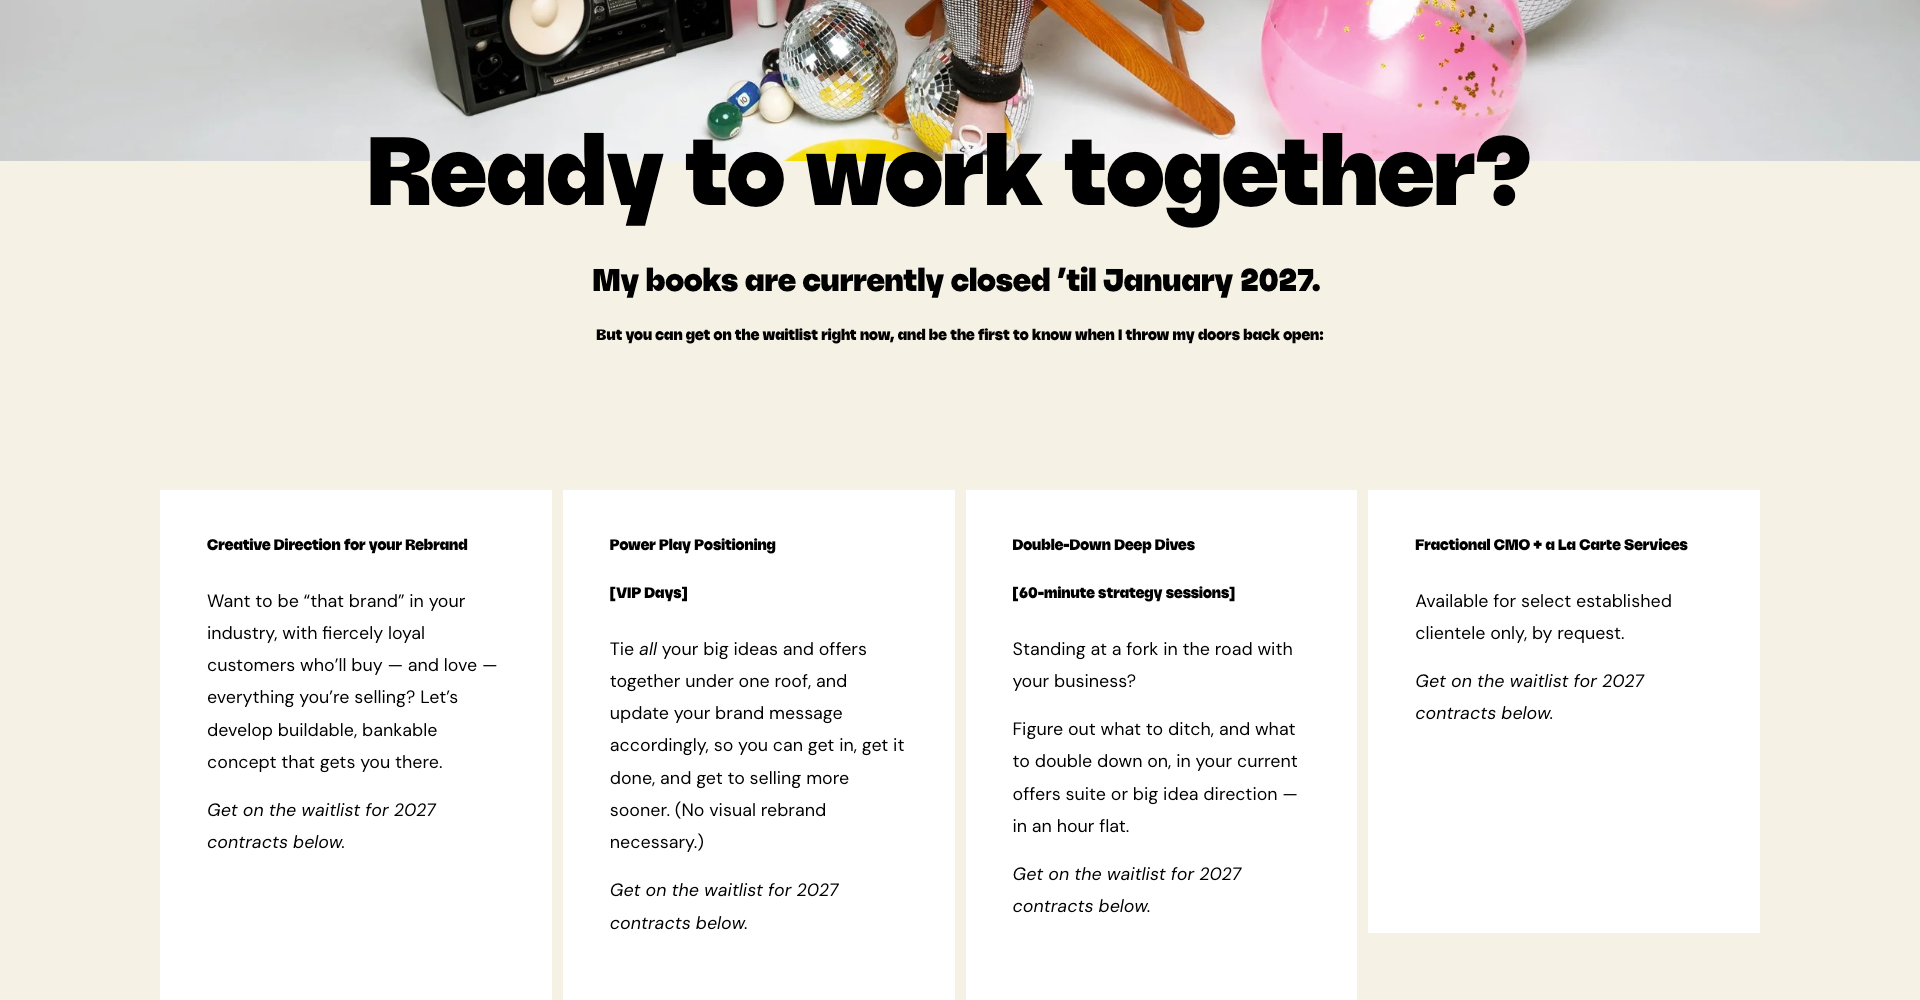 Ready to work together?
My books are currently closed ’til January 2027.
But you can get on the waitlist right now, and be the first to know when I throw my doors back open:
Creative Direction for your Rebrand
Want to be “that brand” in your
industry, with fiercely loyal
customers who’ll buy — and love —
everything you’re selling? Let’s
develop buildable, bankable
concept that gets you there.
Get on the waitlist for 2027
contracts below.
Power Play Positioning
[VIP Days]
Tie all your big ideas and offers
together under one roof, and
update your brand message
accordingly, so you can get in, get it
done, and get to selling more
sooner. (No visual rebrand
necessary.)
Get on the waitlist for 2027
contracts below.
Double-Down Deep Dives
[60-minute strategy sessions]
Standing at a fork in the road with
your business?
Figure out what to ditch, and what
to double down on, in your current
offers suite or big idea direction —
in an hour flat.
Get on the waitlist for 2027
contracts below.
Fractional CMO + a La Carte Services
Available for select established
clientele only, by request.
Get on the waitlist for 2027
contracts below.